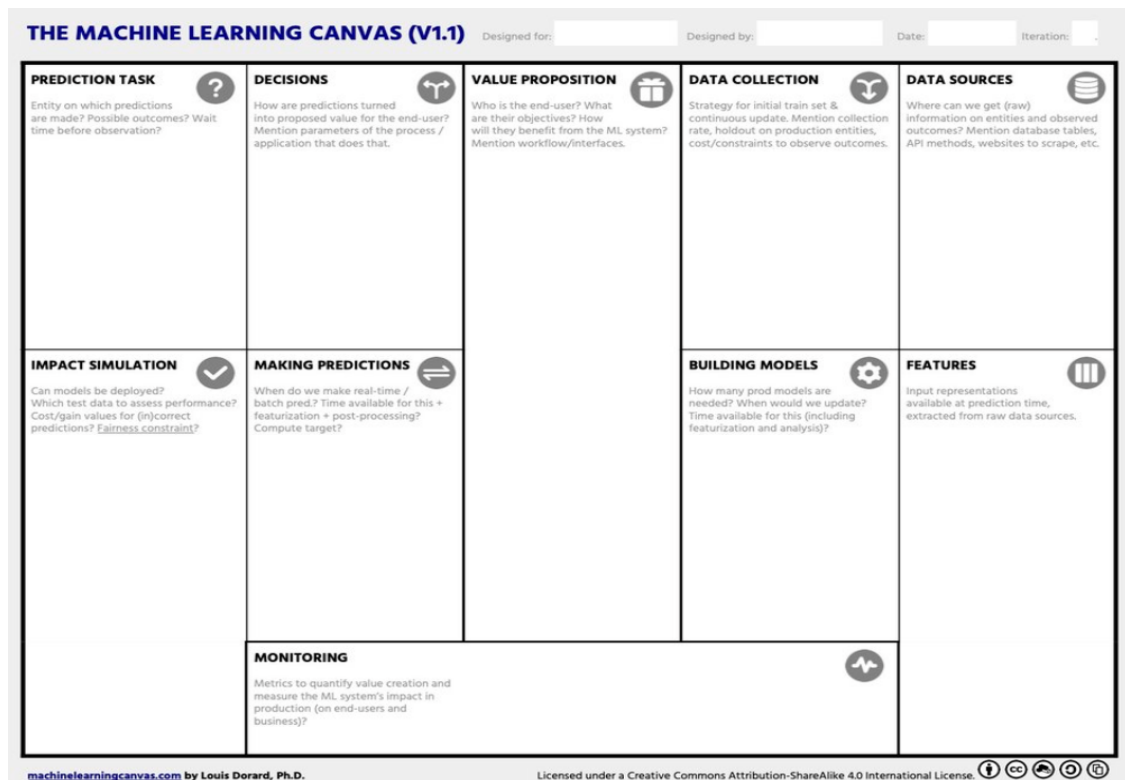 THE MACHINE LEARNING CANVAS (V1.1)
Designed for:
Designed by:
Date:
Iteration: .
PREDICTION TASK
Entity on which predictions
are made? Possible outcomes? Wait
time before observation?
DECISIONS
How are predictions turned
into proposed value for the end-user?
Mention parameters of the process /
application that does that.
VALUE PROPOSITION
Who is the end-user? What
are their objectives? How
will they benefit from the ML system?
Mention workflow/interfaces.
DATA COLLECTION
Strategy for initial train set &
continuous update. Mention collection
rate, holdout on production entities,
cost/constraints to observe outcomes.
DATA SOURCES
Where can we get (raw)
information on entities and observed
outcomes? Mention database tables,
API methods, websites to scrape, etc.
IMPACT SIMULATION
Can models be deployed?
Which test data to assess performance?
Cost/gain values for (in)correct
predictions? Fairness constraint?
MAKING PREDICTIONS
When do we make real-time /
batch pred.? Time available for this +
featurization + post-processing?
Compute target?
BUILDING MODELS
How many prod models are
needed? When would we update?
Time available for this (including
featurization and analysis)?
FEATURES
Input representations
available at prediction time,
extracted from raw data sources.
MONITORING
Metrics to quantify value creation and
measure the ML system's impact in
production (on end-users and
business)?
machinelearningcanvas.com by Louis Dorard, Ph.D.
Licensed under a Creative Commons Attribution-ShareAlike 4.0 International License.